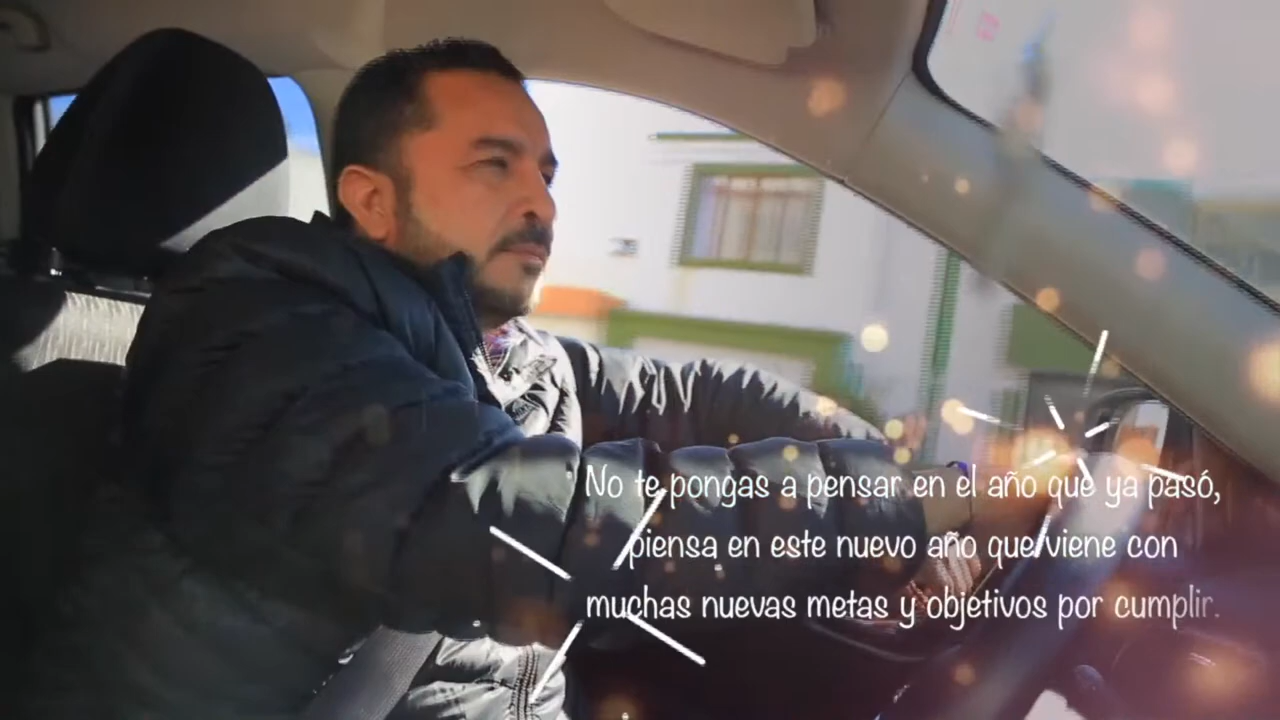 No te pongas a pensar en el año que ya pasó,
piensa en este nuevo año que viene con
muchas nuevas metas y objetivos por cumplir.